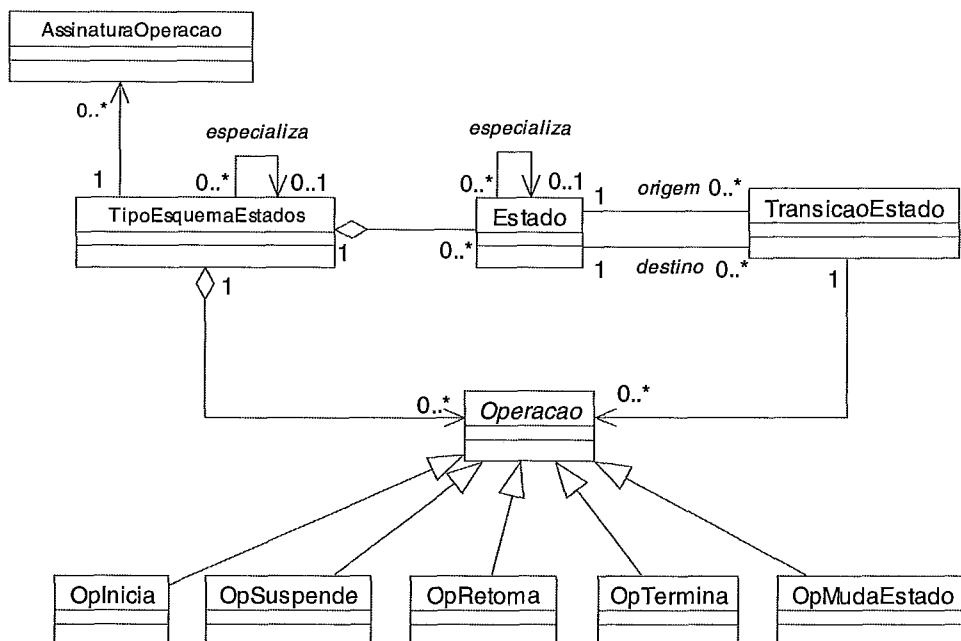 AssinaturaOperacao
0..*
especializa
especializa
1
0..*
0..1
0..*
0..1
1
origem
0..*
TipoEsquemaEstados
Estado
TransicaoEstado
1
0..*
1
destino
0..*
1
1
0..*
Operacao
0..*
OpInicia
OpSuspende
OpRetoma
OpTermina
OpMudaEstado